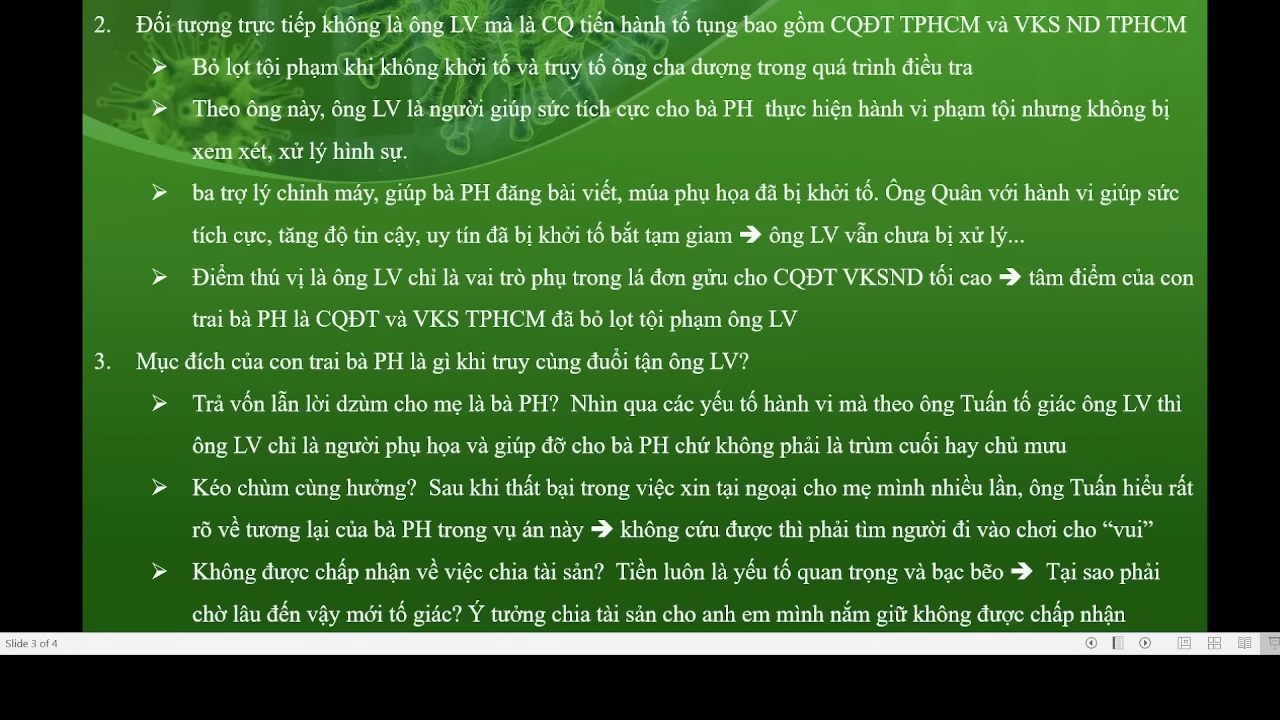 2. Đối tượng trực tiếp không là ông LV mà là CQ tiến hành tố tụng bao gồm CQĐT TPHCM và VKS ND TPHCM
➢ Bỏ lọt tội phạm khi không khởi tố và truy tố ông cha dượng trong quá trình điều tra
➢ Theo ông này, ông LV là người giúp sức tích cực cho bà PH thực hiện hành vi phạm tội nhưng không bị
xem xét, xử lý hình sự.
➢ ba trợ lý chỉnh máy, giúp bà PH đăng bài viết, múa phụ họa đã bị khởi tố. Ông Quân với hành vi giúp sức
tích cực, tăng độ tin cậy, uy tín đã bị khởi tố bắt tạm giam 🡺 ông LV vẫn chưa bị xử lý...
➢ Điểm thú vị là ông LV chỉ là vai trò phụ trong lá đơn gửu cho CQĐT VKSND tối cao 🡺 tâm điểm của con
trai bà PH là CQĐT và VKS TPHCM đã bỏ lọt tội phạm ông LV
3. Mục đích của con trai bà PH là gì khi truy cùng đuổi tận ông LV?
➢ Trả vốn lẫn lời dzùm cho mẹ là bà PH? Nhìn qua các yếu tố hành vi mà theo ông Tuấn tố giác ông LV thì
ông LV chỉ là người phụ họa và giúp đỡ cho bà PH chứ không phải là trùm cuối hay chủ mưu
➢ Kéo chùm cùng hưởng? Sau khi thất bại trong việc xin tại ngoại cho mẹ mình nhiều lần, ông Tuấn hiểu rất
rõ về tương lại của bà PH trong vụ án này 🡺 không cứu được thì phải tìm người đi vào chơi cho “vui”
➢ Không được chấp nhận về việc chia tài sản? Tiền luôn là yếu tố quan trọng và bạc bẽo 🡺 Tại sao phải
chờ lâu đến vậy mới tố giác? Ý tưởng chia tài sản cho anh em mình nắm giữ không được chấp nhận
Slide 3 of 4